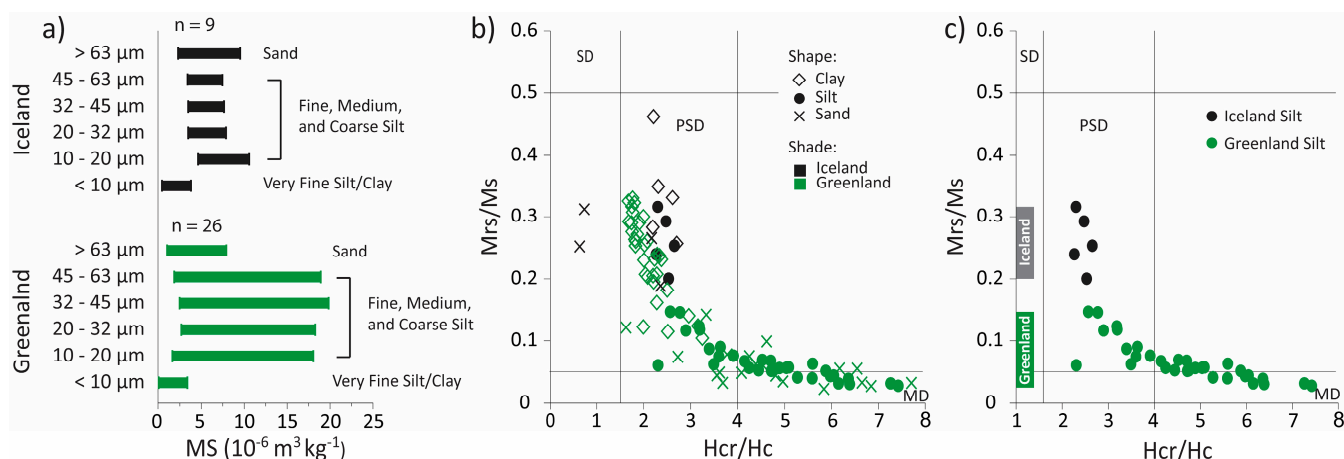 a)
n = 9
Iceland
> 63 µm
Sand
45 - 63 µm
32 - 45 µm
20 - 32 µm
10 - 20 µm
Fine, Medium,
and Coarse Silt
< 10 µm
Very Fine Silt/Clay
n = 26
Greenalnd
> 63 µm
Sand
45 - 63 µm
32 - 45 µm
20 - 32 µm
10 - 20 µm
Fine, Medium,
and Coarse Silt
< 10 µm
Very Fine Silt/Clay
0 5 10 15 20 25
MS (10⁻⁶ m³ kg⁻¹)
b)
0.6
0.5
0.4
0.3
0.2
0.1
0
Mrs/Ms
SD
PSD
MD
Shape:
Clay
Silt
Sand
Shade:
Iceland
Greenland
0 1 2 3 4 5 6 7 8
Hcr/Hc
c)
0.6
0.5
0.4
0.3
0.2
0.1
0
Mrs/Ms
SD
PSD
MD
Iceland Silt
Greenland Silt
Iceland
Greenland
1 2 3 4 5 6 7 8
Hcr/Hc